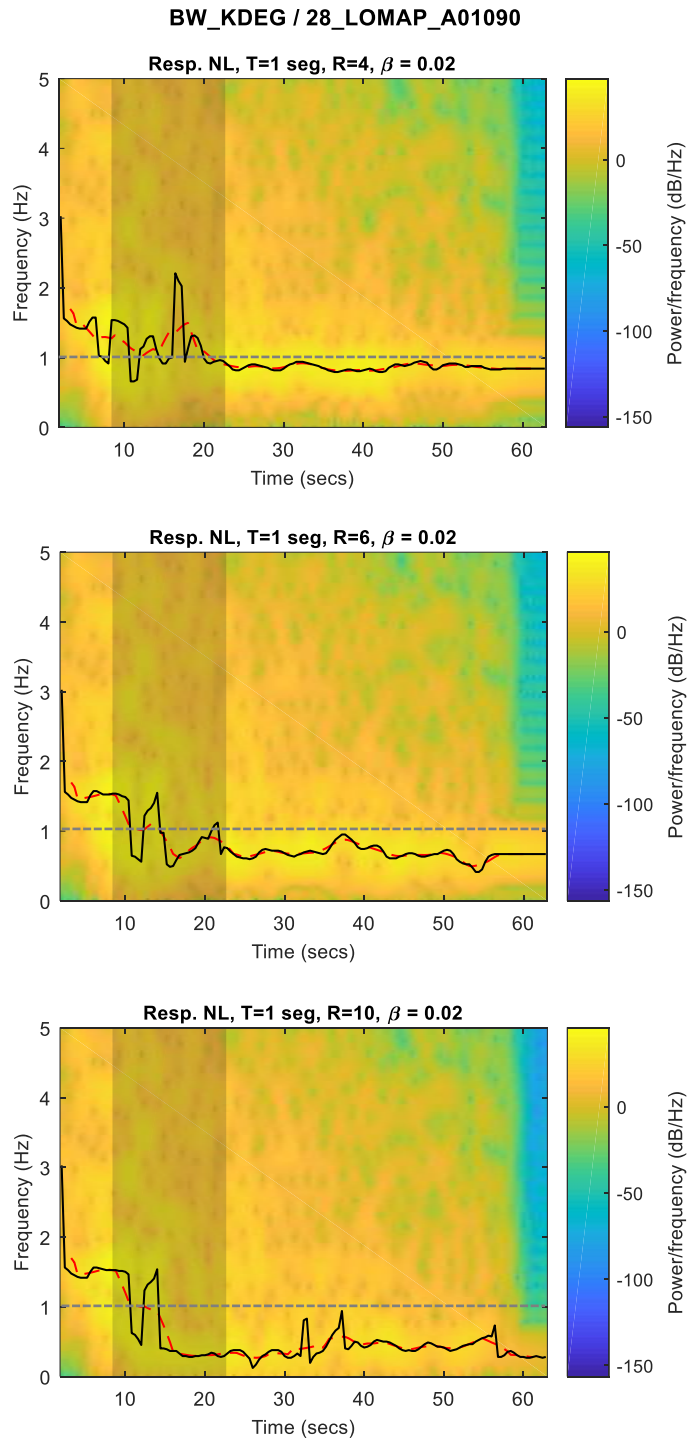 BW_KDEG / 28_LOMAP_A01090
Resp. NL, T=1 seg, R=4, β = 0.02
5
4
3
2
1
0
Frequency (Hz)
10 20 30 40 50 60
Time (secs)
0
-50
-100
-150
Power/frequency (dB/Hz)
Resp. NL, T=1 seg, R=6, β = 0.02
5
4
3
2
1
0
Frequency (Hz)
10 20 30 40 50 60
Time (secs)
0
-50
-100
-150
Power/frequency (dB/Hz)
Resp. NL, T=1 seg, R=10, β = 0.02
5
4
3
2
1
0
Frequency (Hz)
10 20 30 40 50 60
Time (secs)
0
-50
-100
-150
Power/frequency (dB/Hz)